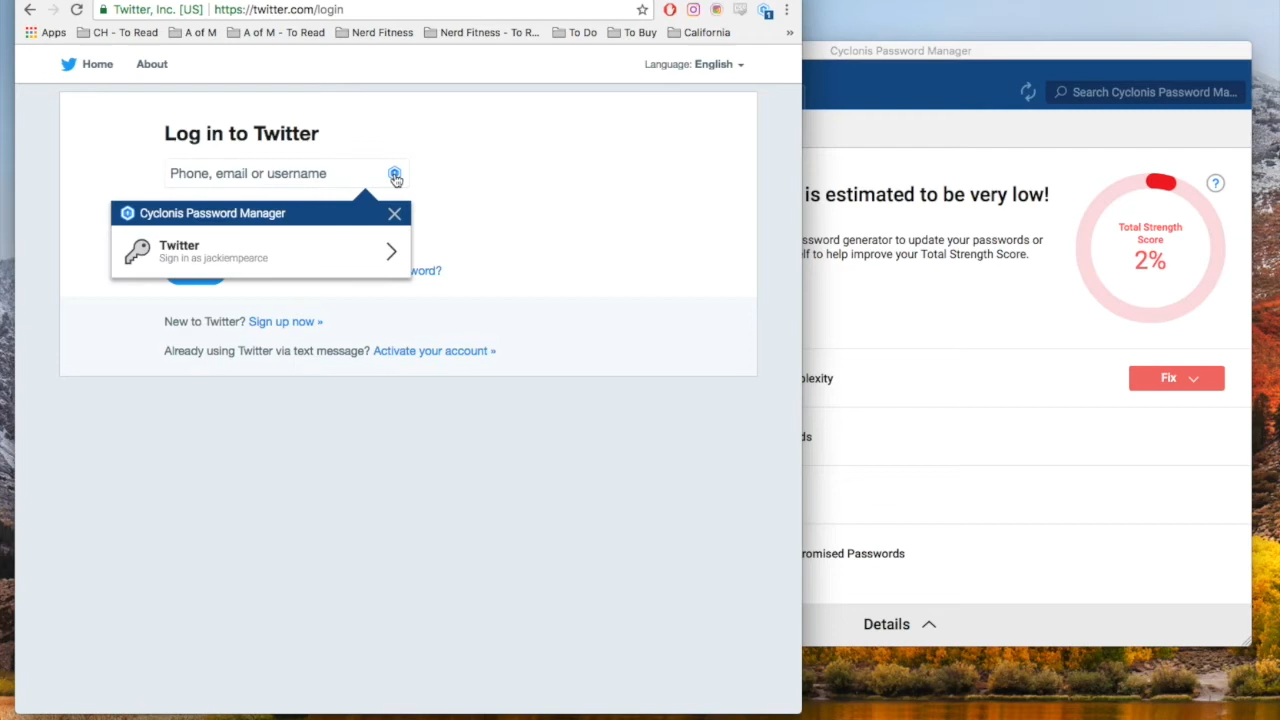 Twitter, Inc. [US] https://twitter.com/login
1
Apps CH - To Read A of M A of M - To Read Nerd Fitness Nerd Fitness - To R... To Do To Buy California »
Home About Language: English
Log in to Twitter
Phone, email or username
Cyclonis Password Manager
Twitter
Sign in as jackiempearce
word?
New to Twitter? Sign up now »
Already using Twitter via text message? Activate your account »
Cyclonis Password Manager
Search Cyclonis Password Ma...
is estimated to be very low!
ssword generator to update your passwords or
lf to help improve your Total Strength Score.
?
Total Strength
Score
2%
plexity
Fix
ds
romised Passwords
Details